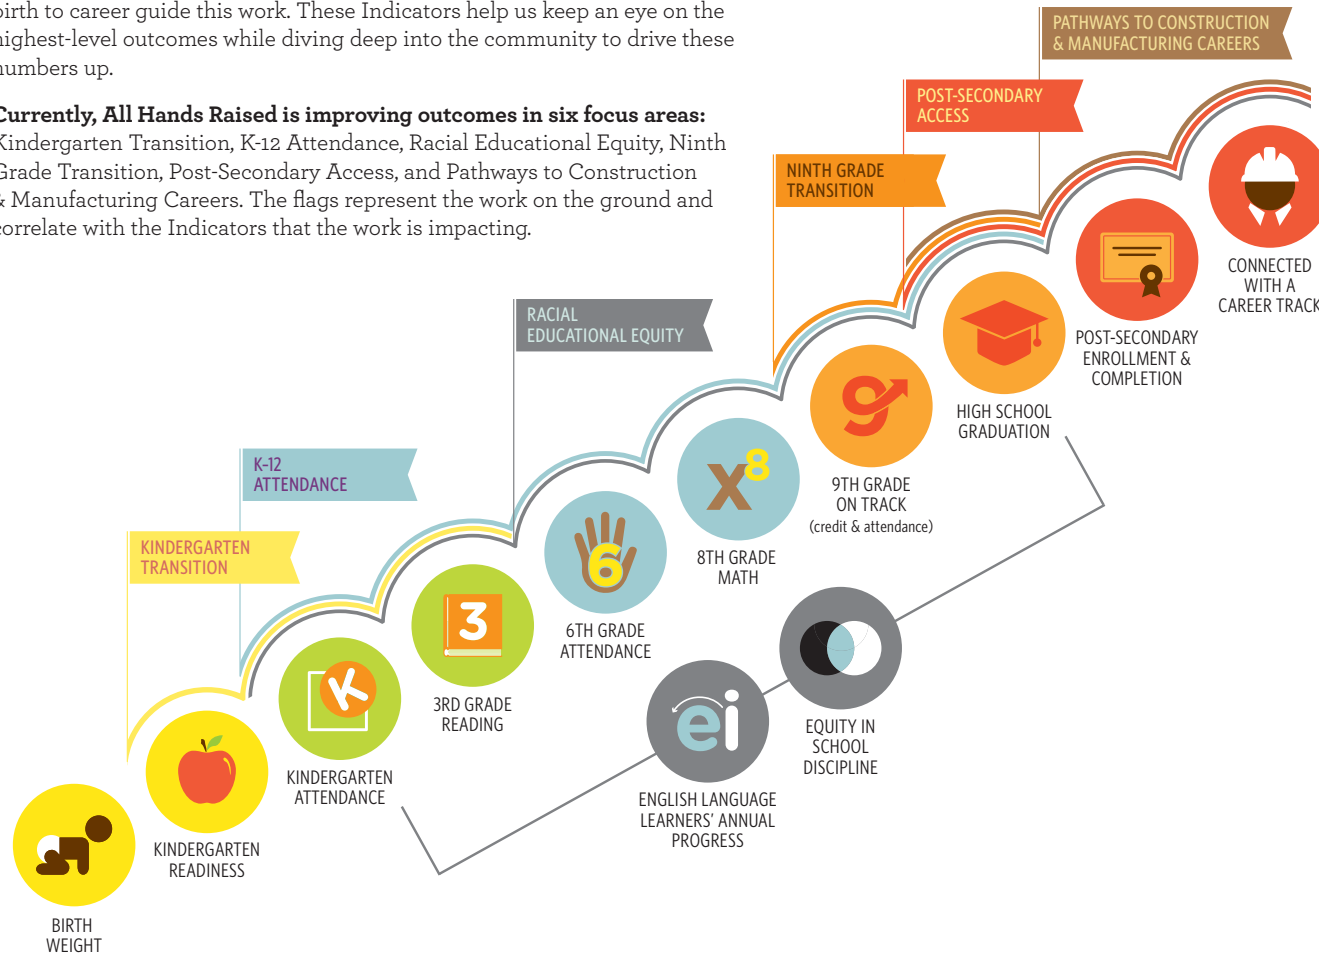 birth to career guide this work. These Indicators help us keep an eye on the
highest-level outcomes while diving deep into the community to drive these
numbers up.
Currently, All Hands Raised is improving outcomes in six focus areas:
Kindergarten Transition, K-12 Attendance, Racial Educational Equity, Ninth
Grade Transition, Post-Secondary Access, and Pathways to Construction
& Manufacturing Careers. The flags represent the work on the ground and
correlate with the Indicators that the work is impacting.
PATHWAYS TO CONSTRUCTION
& MANUFACTURING CAREERS
POST-SECONDARY
ACCESS
NINTH GRADE
TRANSITION
RACIAL
EDUCATIONAL EQUITY
K-12
ATTENDANCE
KINDERGARTEN
TRANSITION
CONNECTED
WITH A
CAREER TRACK
POST-SECONDARY
ENROLLMENT &
COMPLETION
HIGH SCHOOL
GRADUATION
9
9TH GRADE
ON TRACK
(credit & attendance)
x8
8TH GRADE
MATH
6
6TH GRADE
ATTENDANCE
3
3RD GRADE
READING
K
KINDERGARTEN
ATTENDANCE
KINDERGARTEN
READINESS
BIRTH
WEIGHT
ei
ENGLISH LANGUAGE
LEARNERS' ANNUAL
PROGRESS
EQUITY IN
SCHOOL
DISCIPLINE